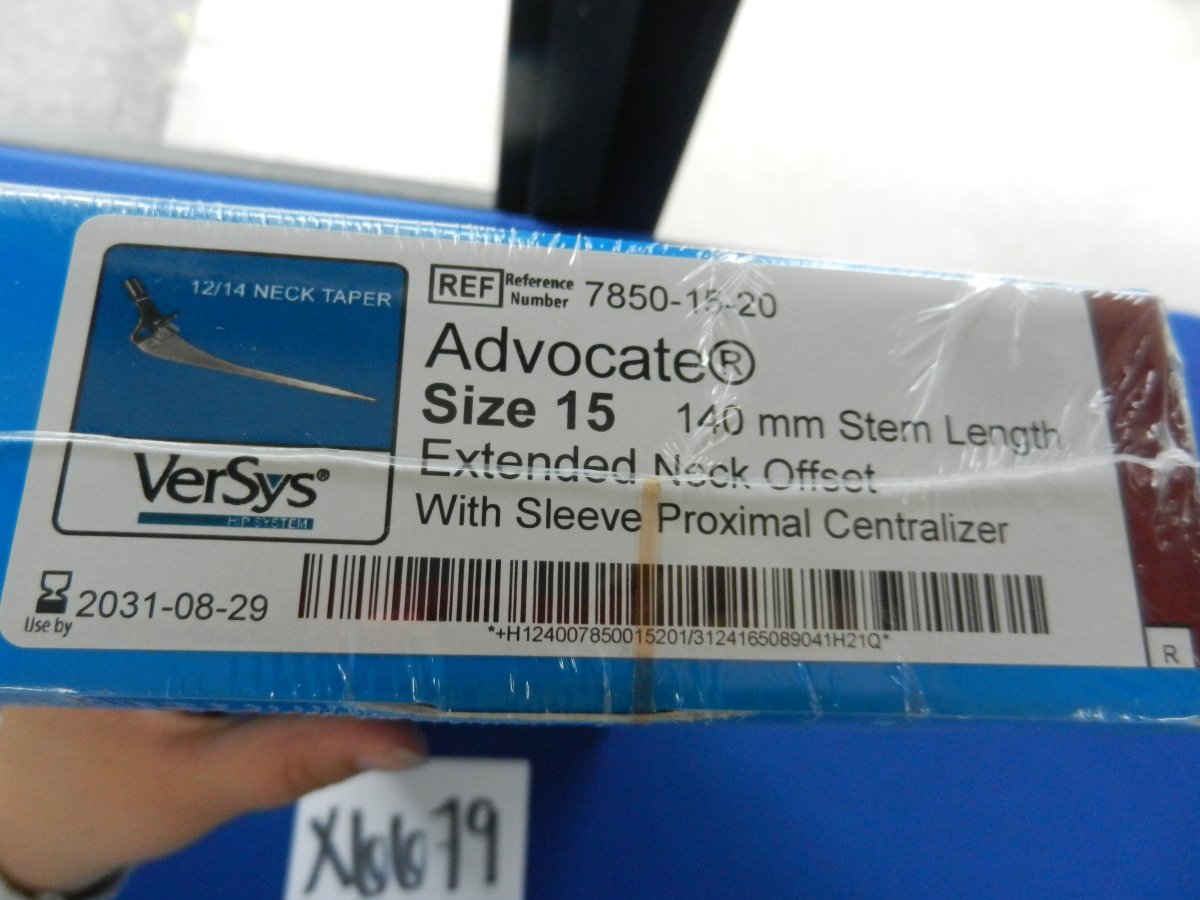 12/14 NECK TAPER
VerSys®
HIP SYSTEM
REF Reference Number 7850-15-20
Advocate®
Size 15 140 mm Stem Length
Extended Neck Offset
With Sleeve Proximal Centralizer
Use by 2031-08-29
*+H124007850015201/3124165089041H21Q*
R
X66679